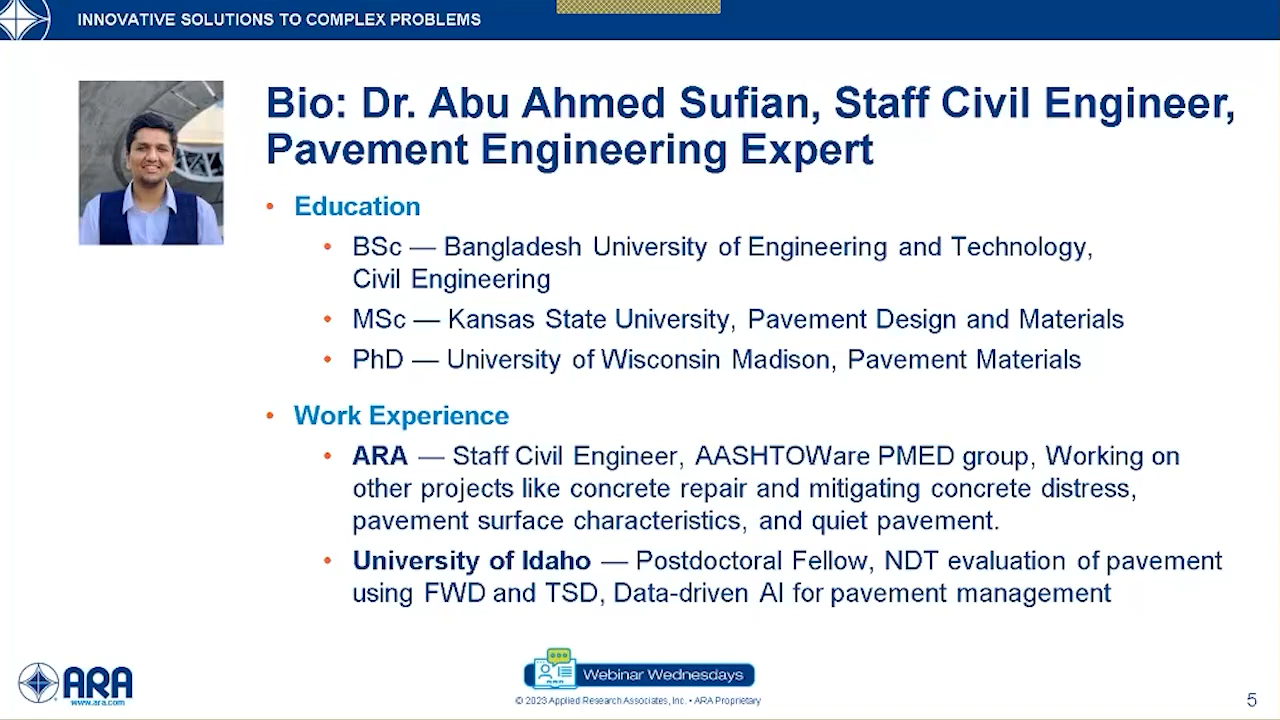 INNOVATIVE SOLUTIONS TO COMPLEX PROBLEMS
Bio: Dr. Abu Ahmed Sufian, Staff Civil Engineer,
Pavement Engineering Expert
• Education
• BSc — Bangladesh University of Engineering and Technology,
Civil Engineering
• MSc — Kansas State University, Pavement Design and Materials
• PhD — University of Wisconsin Madison, Pavement Materials
• Work Experience
• ARA — Staff Civil Engineer, AASHTOWare PMED group, Working on
other projects like concrete repair and mitigating concrete distress,
pavement surface characteristics, and quiet pavement.
• University of Idaho — Postdoctoral Fellow, NDT evaluation of pavement
using FWD and TSD, Data-driven AI for pavement management
ARA
www.ara.com
Webinar Wednesdays
© 2023 Applied Research Associates, Inc. • ARA Proprietary
5